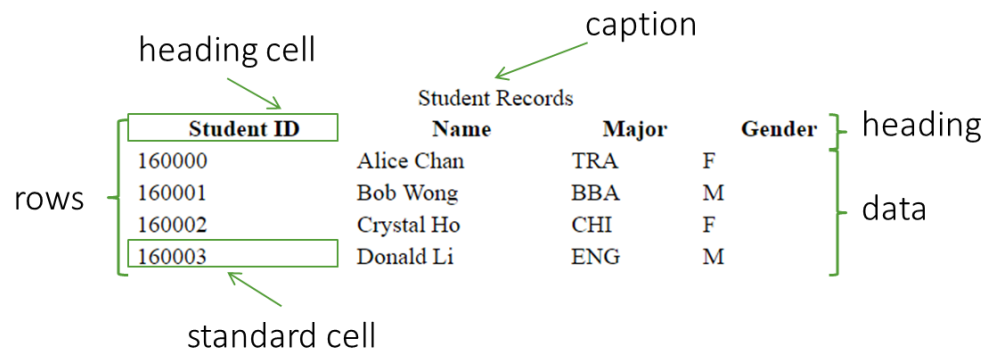 caption
heading cell
Student Records
Student ID Name Major Gender
heading
160000 Alice Chan TRA F
160001 Bob Wong BBA M
rows
data
160002 Crystal Ho CHI F
160003 Donald Li ENG M
standard cell